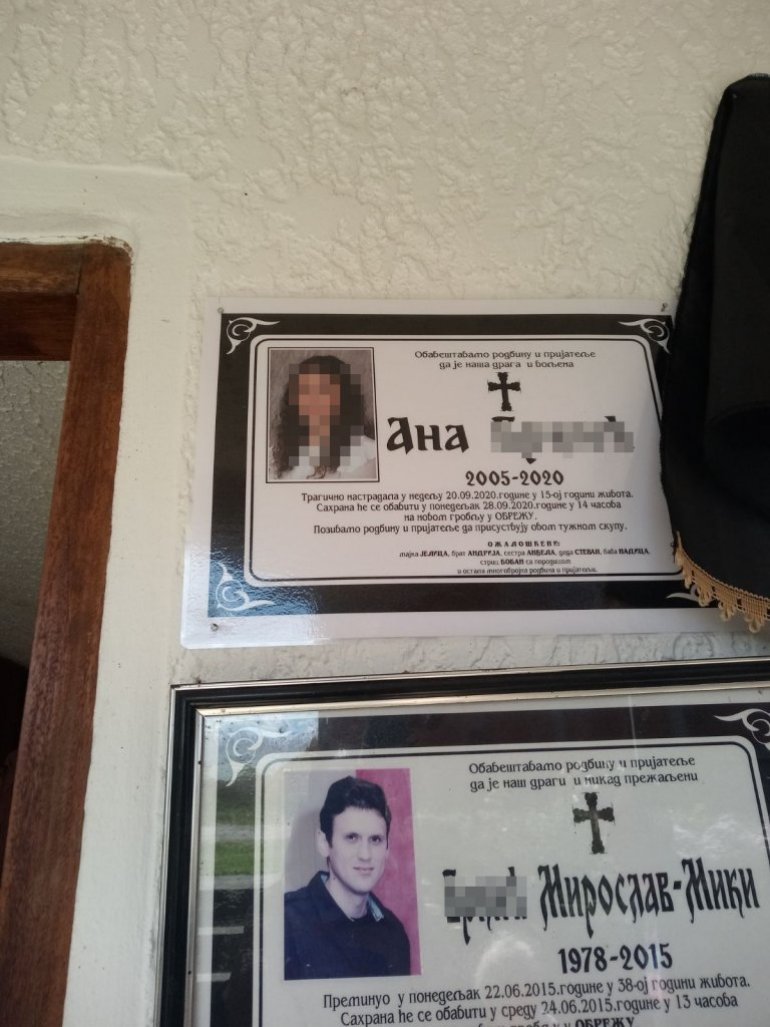 Обавештавамо родбину и пријатеље
да је наша драга и вољена
Ана
2005-2020
Трагично настрадала у недељу 20.09.2020.године у 15-ој години живота.
Сахрана ће се обавити у понедељак 28.09.2020.године у 14 часова
на новом гробљу у ОБРЕЖУ.
Позивамо родбину и пријатеље да присуствују овом тужном скупу.
ОЖАЛОШЋЕНИ:
мајка ЈЕЛИЦА, брат АНДРИЈА, сестра АНЂЕЛА, деда СТЕВАН, баба НАДИЦА,
стриц БОБАН са породицом
и остала многобројна родбина и пријатељи.
Обавештавамо родбину и пријатеље
да је наш драги и никад прежаљени
Мирослав-Мики
1978-2015
Преминуо у понедељак 22.06.2015.године у 38-ој години живота.
Сахрана ће се обавити у среду 24.06.2015.године у 13 часова
у ОБРЕЖУ